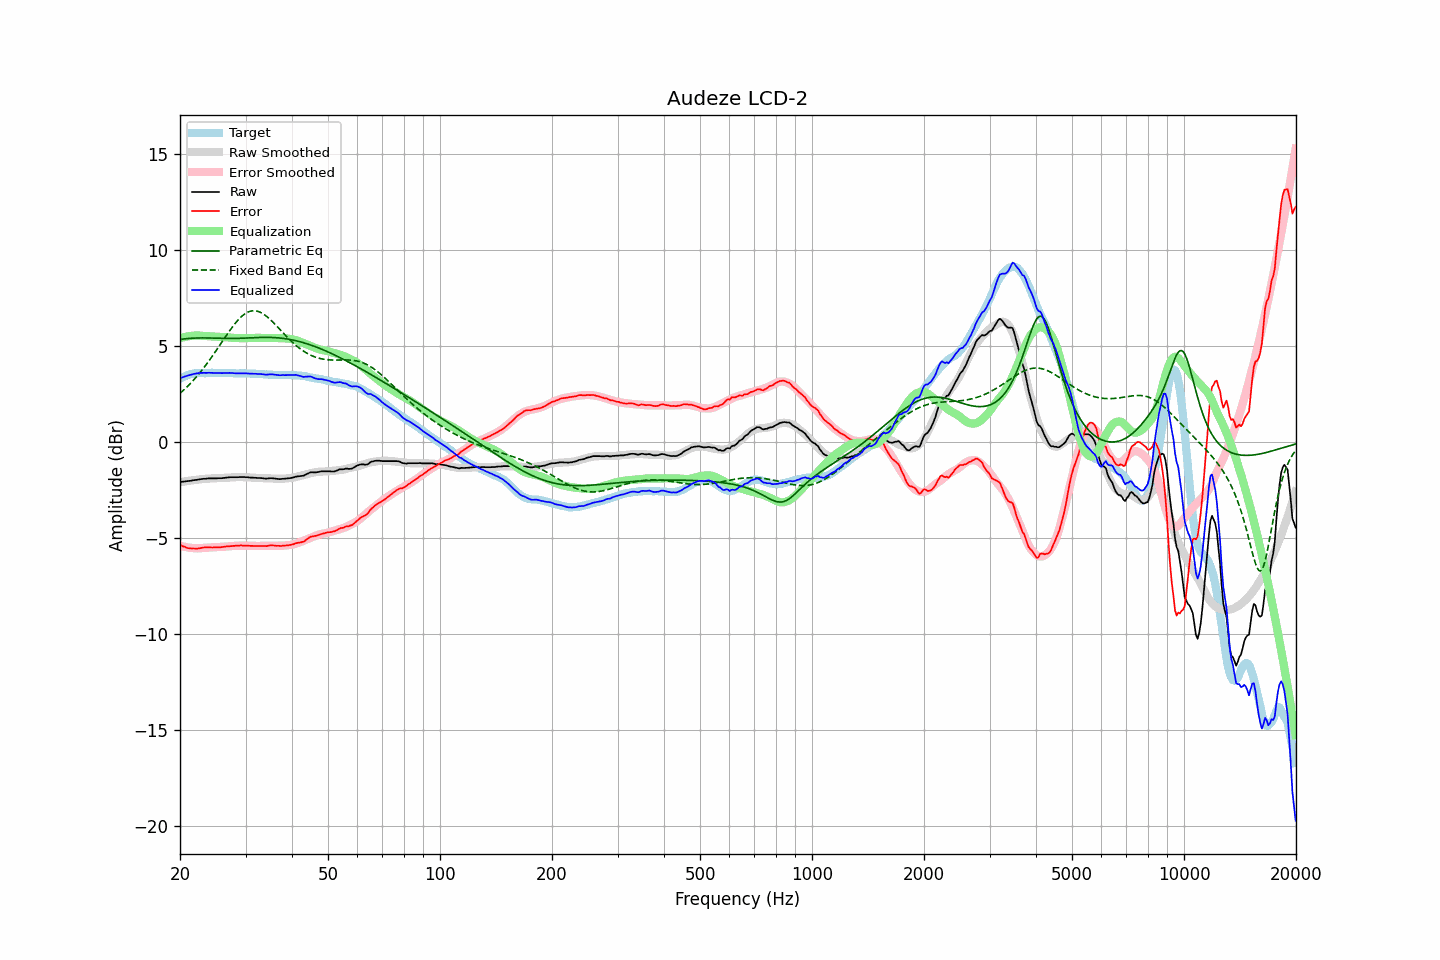 Audeze LCD-2
Target
Raw Smoothed
Error Smoothed
Raw
Error
Equalization
Parametric Eq
Fixed Band Eq
Equalized
15
10
5
0
−5
−10
−15
−20
Amplitude (dBr)
20 50 100 200 500 1000 2000 5000 10000 20000
Frequency (Hz)